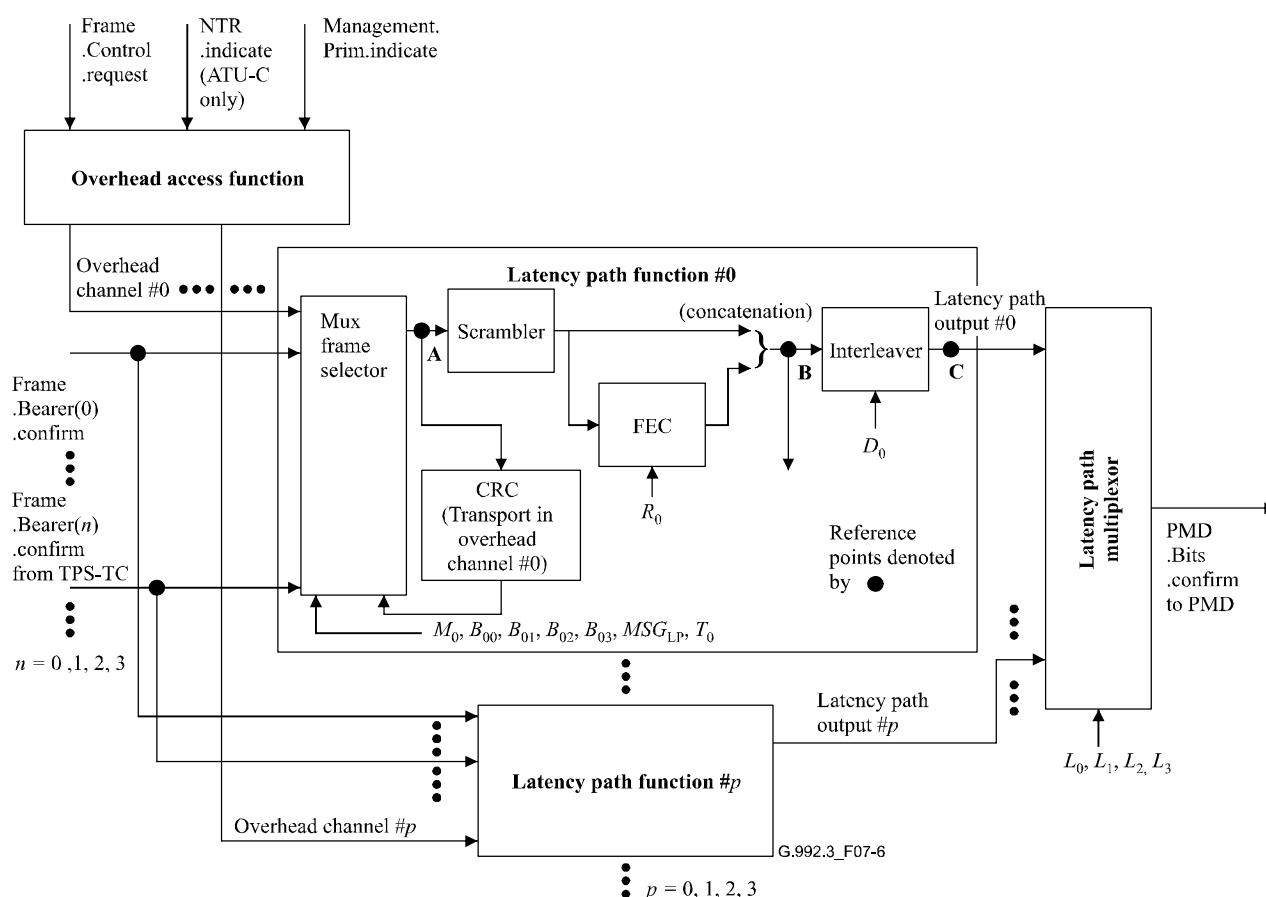 Frame
.Control
.request
NTR
.indicate
(ATU-C
only)
Management.
Prim.indicate
Overhead access function
Overhead
channel #0
Latency path function #0
Mux
frame
selector
A
Scrambler
(concatenation)
}
B
Interleaver
C
Latency path
output #0
FEC
R0
D0
CRC
(Transport in
overhead
channel #0)
Reference
points denoted
by
Frame
.Bearer(0)
.confirm
Frame
.Bearer(n)
.confirm
from TPS-TC
n = 0 ,1, 2, 3
M0, B00, B01, B02, B03, MSGLP, T0
Latency path
multiplexor
PMD
.Bits
.confirm
to PMD
L0, L1, L2, L3
Latency path
output #p
Latency path function #p
Overhead channel #p
G.992.3_F07-6
p = 0, 1, 2, 3